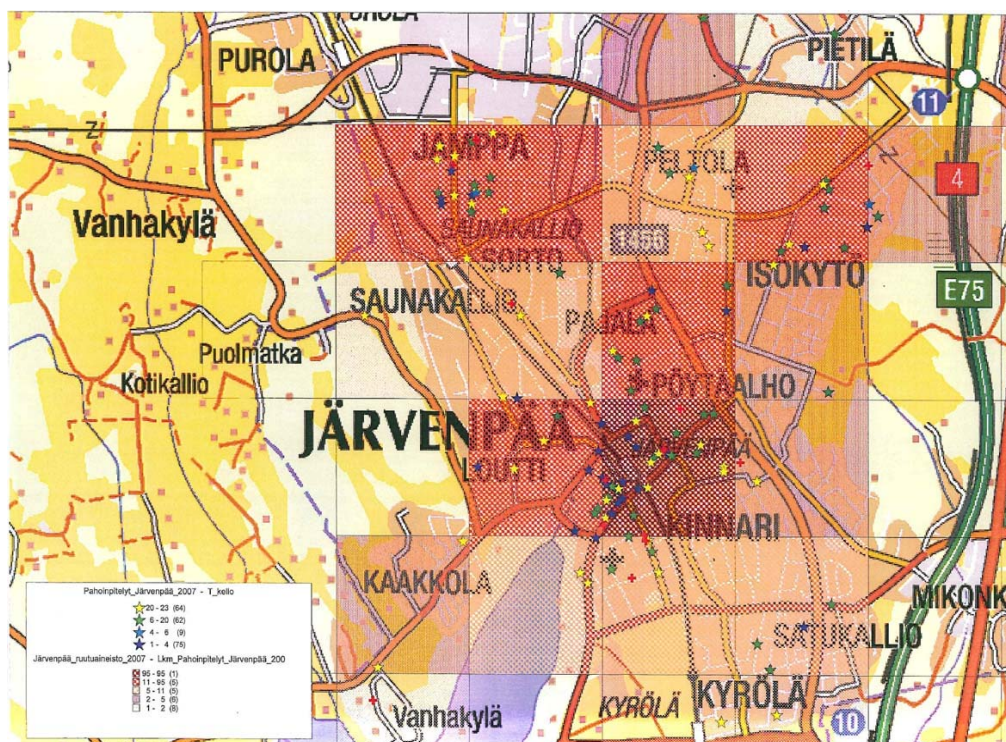 PUROLA
PUROLA
PIETILÄ
11
Z
JAMPPA
PELTOLA
4
Vanhakylä
SAUNAKALLIO
SORTO
1456
ISOKYTÖ
E75
SAUNAKALLIO
PAJALA
Puolmatka
Kotikallio
PÖYTÄALHO
JÄRVENPÄÄ
JÄRVENPÄÄ
LOUTTI
KINNARI
KAAKKOLA
MIKONK
SATUKALLIO
Pahoinpitelyt_Järvenpää_2007 - T_kello
20 - 23 (64)
6 - 20 (62)
4 - 6 (9)
1 - 4 (75)
Järvenpää_ruutuaineisto_2007 - Lkm_Pahoinpitelyt_Järvenpää_200
95 - 95 (1)
11 - 95 (5)
5 - 11 (5)
2 - 5 (6)
1 - 2 (8)
Vanhakylä
KYRÖLÄ
KYRÖLÄ
10